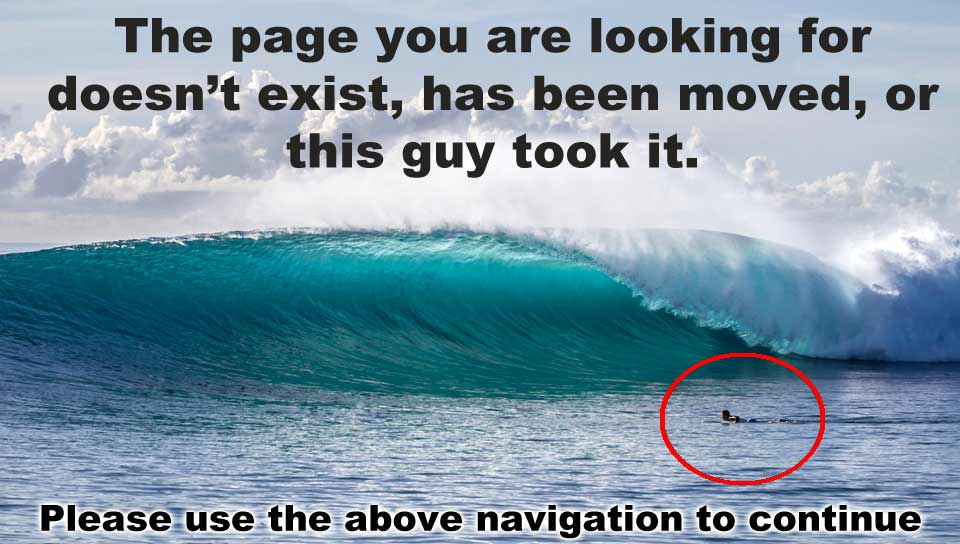 The page you are looking for
doesn’t exist, has been moved, or
this guy took it.
Please use the above navigation to continue